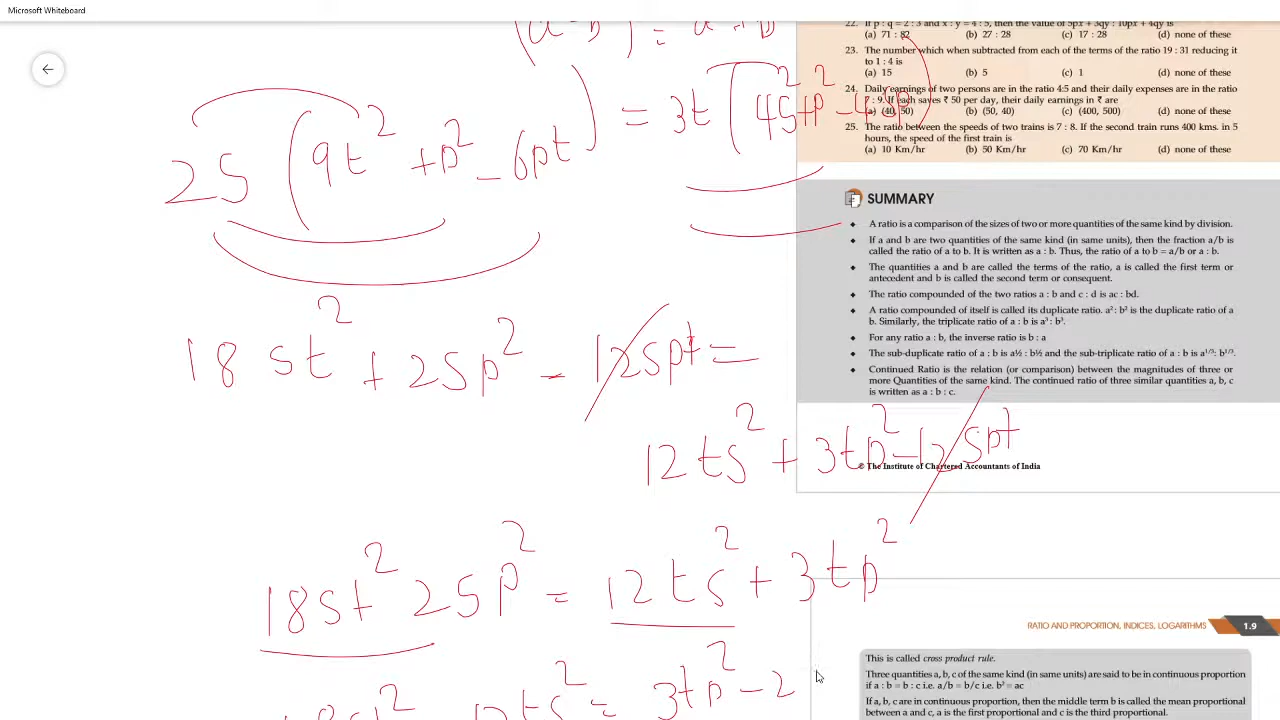 Microsoft Whiteboard
22. If p : q = 2 : 3 and x : y = 4 : 5, then the value of 5px + 3qy : 10px + 4qy is
(a) 71 : 82 (b) 27 : 28 (c) 17 : 28 (d) none of these
23. The number which when subtracted from each of the terms of the ratio 19 : 31 reducing it
to 1 : 4 is
(a) 15 (b) 5 (c) 1 (d) none of these
24. Daily earnings of two persons are in the ratio 4:5 and their daily expenses are in the ratio
7 : 9. If each saves ₹ 50 per day, their daily earnings in ₹ are
(a) (40, 50) (b) (50, 40) (c) (400, 500) (d) none of these
25. The ratio between the speeds of two trains is 7 : 8. If the second train runs 400 kms. in 5
hours, the speed of the first train is
(a) 10 Km/hr (b) 50 Km/hr (c) 70 Km/hr (d) none of these
2s (9t² + p² - 6pt) = 3t (4s² + p² - 4sp)
SUMMARY
A ratio is a comparison of the sizes of two or more quantities of the same kind by division.
If a and b are two quantities of the same kind (in same units), then the fraction a/b is
called the ratio of a to b. It is written as a : b. Thus, the ratio of a to b = a/b or a : b.
The quantities a and b are called the terms of the ratio, a is called the first term or
antecedent and b is called the second term or consequent.
The ratio compounded of the two ratios a : b and c : d is ac : bd.
A ratio compounded of itself is called its duplicate ratio. a² : b² is the duplicate ratio of a
b. Similarly, the triplicate ratio of a : b is a³ : b³.
For any ratio a : b, the inverse ratio is b : a
The sub-duplicate ratio of a : b is a½ : b½ and the sub-triplicate ratio of a : b is a¹/³: b¹/³.
Continued Ratio is the relation (or comparison) between the magnitudes of three or
more Quantities of the same kind. The continued ratio of three similar quantities a, b, c
is written as a : b : c.
18 st² + 2sp² - 12spt =
12ts² + 3tp² - 12spt
© The Institute of Chartered Accountants of India
18st² 2sp² = 12ts² + 3tp²
RATIO AND PROPORTION, INDICES, LOGARITHMS 1.9
This is called cross product rule.
Three quantities a, b, c of the same kind (in same units) are said to be in continuous proportion
if a : b = b : c i.e. a/b = b/c i.e. b² = ac
If a, b, c are in continuous proportion, then the middle term b is called the mean proportional
between a and c, a is the first proportional and c is the third proportional.
= 3tp² - 2